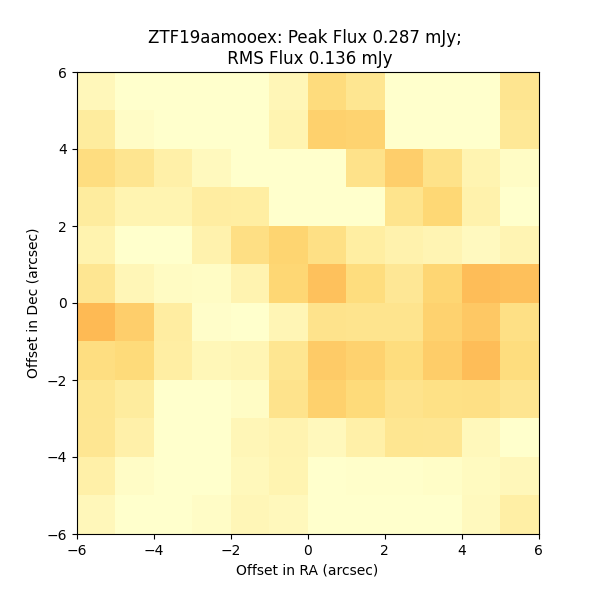 ZTF19aamooex: Peak Flux 0.287 mJy;
RMS Flux 0.136 mJy
6
4
2
0
−2
−4
−6
Offset in Dec (arcsec)
−6 −4 −2 0 2 4 6
Offset in RA (arcsec)